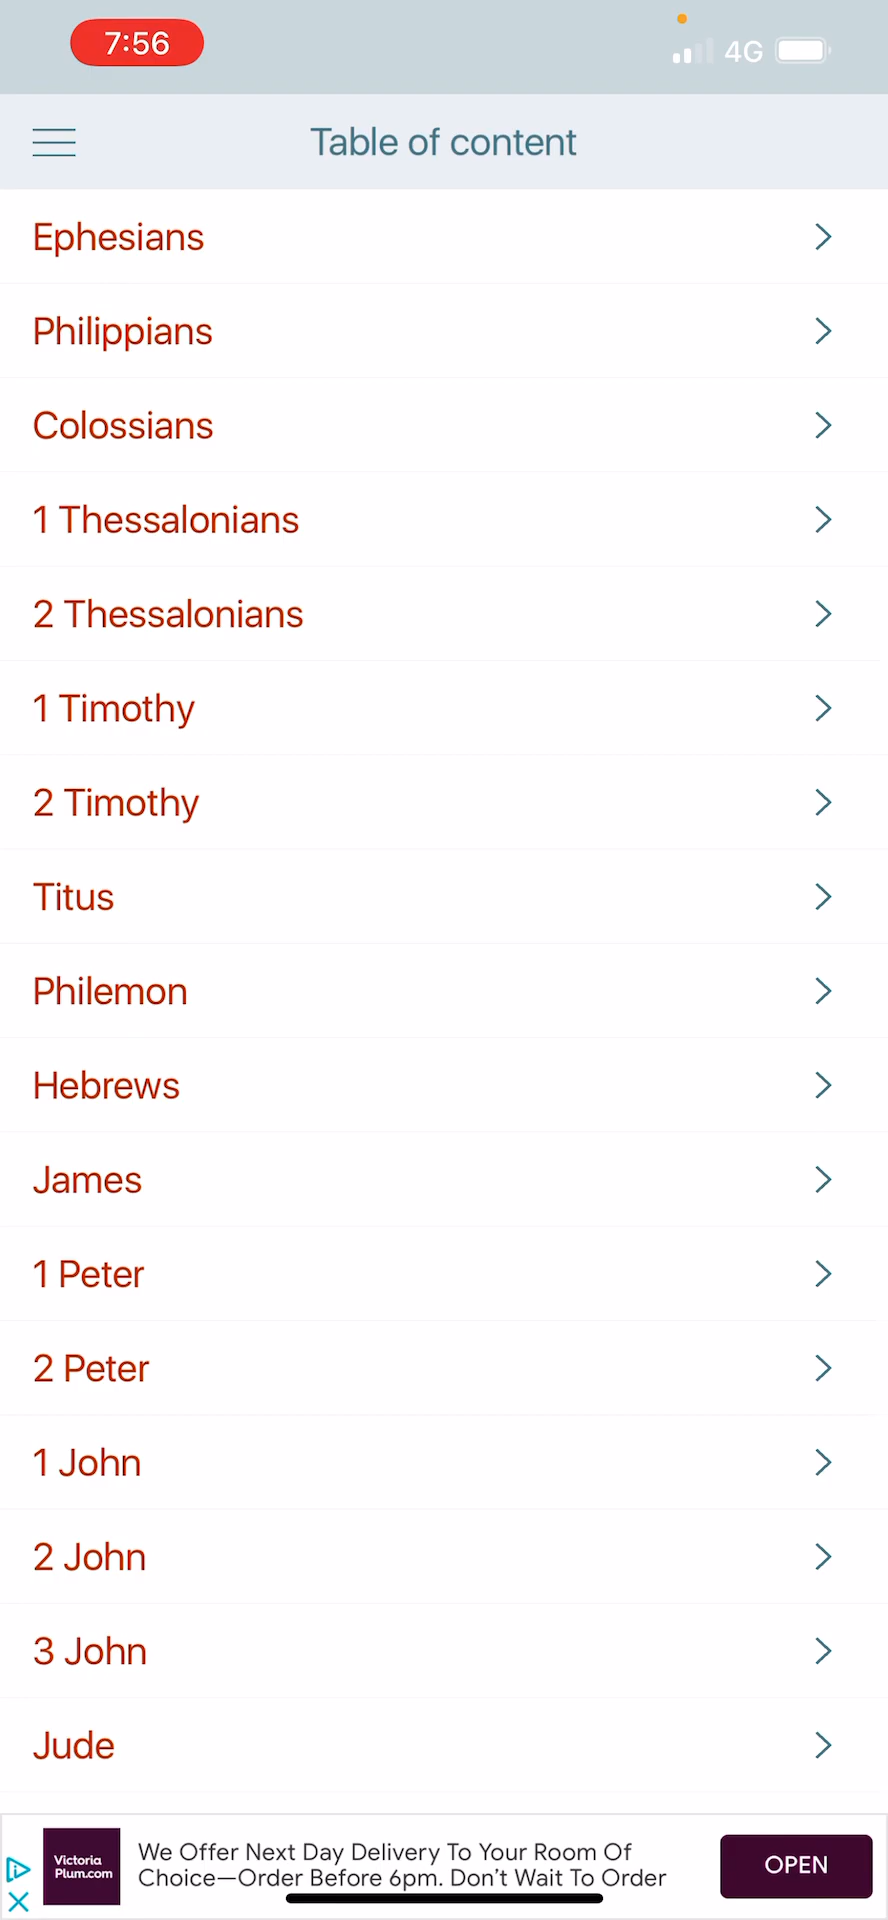 7:56
4G
Table of content
Ephesians
Philippians
Colossians
1 Thessalonians
2 Thessalonians
1 Timothy
2 Timothy
Titus
Philemon
Hebrews
James
1 Peter
2 Peter
1 John
2 John
3 John
Jude
Victoria
Plum.com
We Offer Next Day Delivery To Your Room Of
Choice—Order Before 6pm. Don't Wait To Order
OPEN